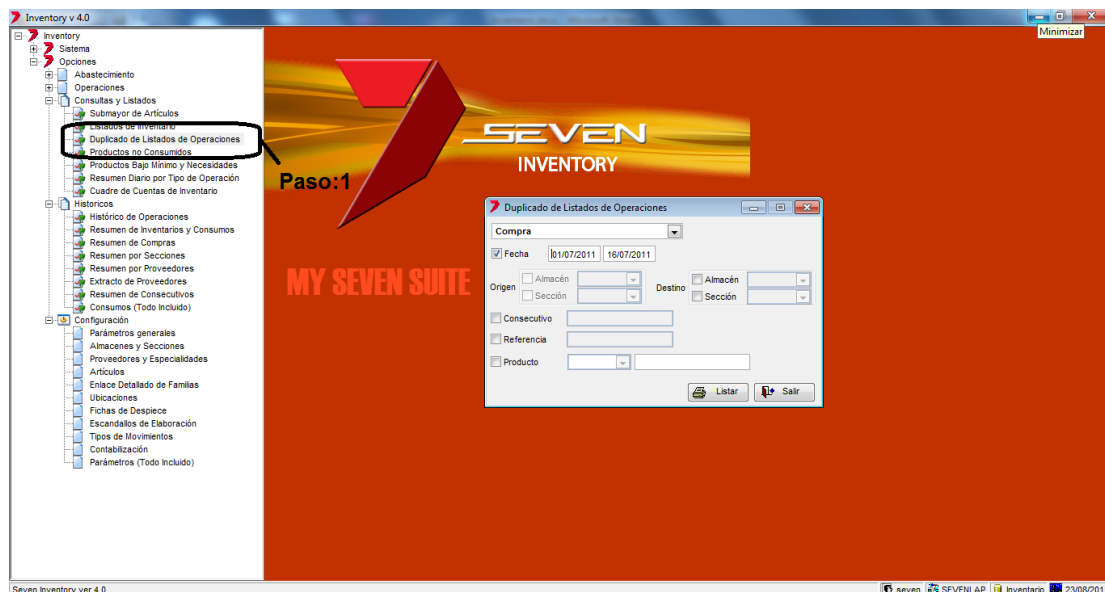 Inventory v 4.0
Minimizar
Inventory
Sistema
Opciones
Abastecimiento
Operaciones
Consultas y Listados
Submayor de Artículos
Listados de Inventario
Duplicado de Listados de Operaciones
Productos no Consumidos
Productos Bajo Mínimo y Necesidades
Resumen Diario por Tipo de Operación
Cuadre de Cuentas de Inventario
Historicos
Histórico de Operaciones
Resumen de Inventarios y Consumos
Resumen de Compras
Resumen por Secciones
Resumen por Proveedores
Extracto de Proveedores
Resumen de Consecutivos
Consumos (Todo Incluido)
Configuración
Parámetros generales
Almacenes y Secciones
Proveedores y Especialidades
Artículos
Enlace Detallado de Familias
Ubicaciones
Fichas de Despiece
Escandallos de Elaboración
Tipos de Movimientos
Contabilización
Parámetros (Todo Incluido)
Paso:1
SEVEN
INVENTORY
MY SEVEN SUITE
Duplicado de Listados de Operaciones
Compra
Fecha 01/07/2011 16/07/2011
Origen Almacén Destino Almacén
Sección Sección
Consecutivo
Referencia
Producto
Listar Salir
Seven Inventory ver 4.0 seven SEVENLAP Inventario 23/08/201